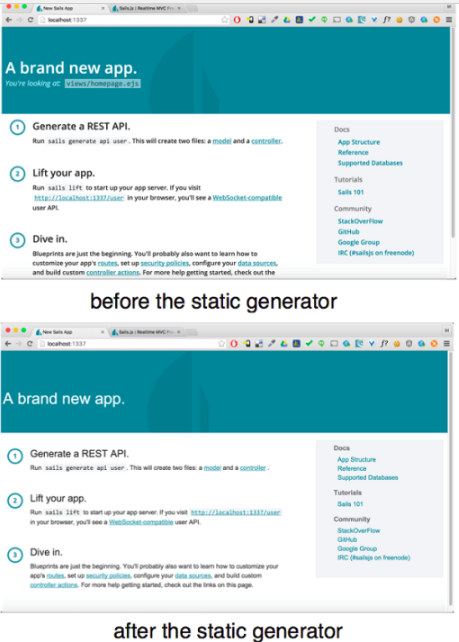 New Sails App
Sails.js | Realtime MVC
localhost:1337
A brand new app.
You're looking at: views/homepage.ejs
1 Generate a REST API.
Run sails generate api user . This will create two files: a model and a controller.
2 Lift your app.
Run sails lift to start up your app server. If you visit
http://localhost:1337/user in your browser, you'll see a WebSocket-compatible
user API.
3 Dive in.
Blueprints are just the beginning. You'll probably also want to learn how to
customize your app's routes, set up security policies, configure your data sources,
and build custom controller actions. For more help getting started, check out the
Docs
App Structure
Reference
Supported Databases
Tutorials
Sails 101
Community
StackOverFlow
GitHub
Google Group
IRC (#sailsjs on freenode)
before the static generator
New Sails App
Sails.js | Realtime MVC
localhost:1337
A brand new app.
1 Generate a REST API.
Run sails generate api user . This will create two files: a model and a controller .
2 Lift your app.
Run sails lift to start up your app server. If you visit http://localhost:1337/user
in your browser, you'll see a WebSocket-compatible user API.
3 Dive in.
Blueprints are just the beginning. You'll probably also want to learn how to customize your
app's routes, set up security policies, configure your data sources, and build custom
controller actions. For more help getting started, check out the links on this page.
Docs
App Structure
Reference
Supported Databases
Tutorials
Sails 101
Community
StackOverFlow
GitHub
Google Group
IRC (#sailsjs on freenode)
after the static generator